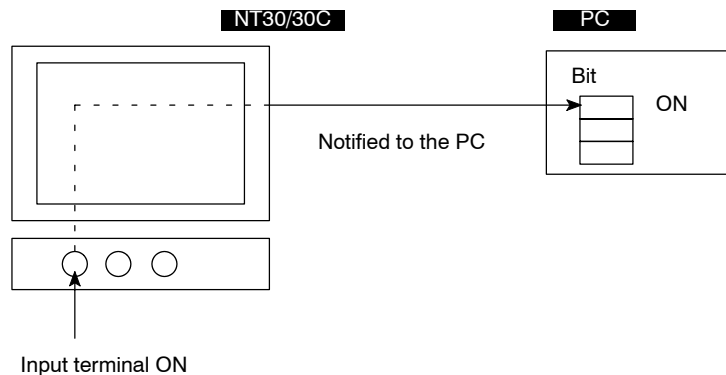 NT30/30C
PC
Bit
ON
Notified to the PC
Input terminal ON